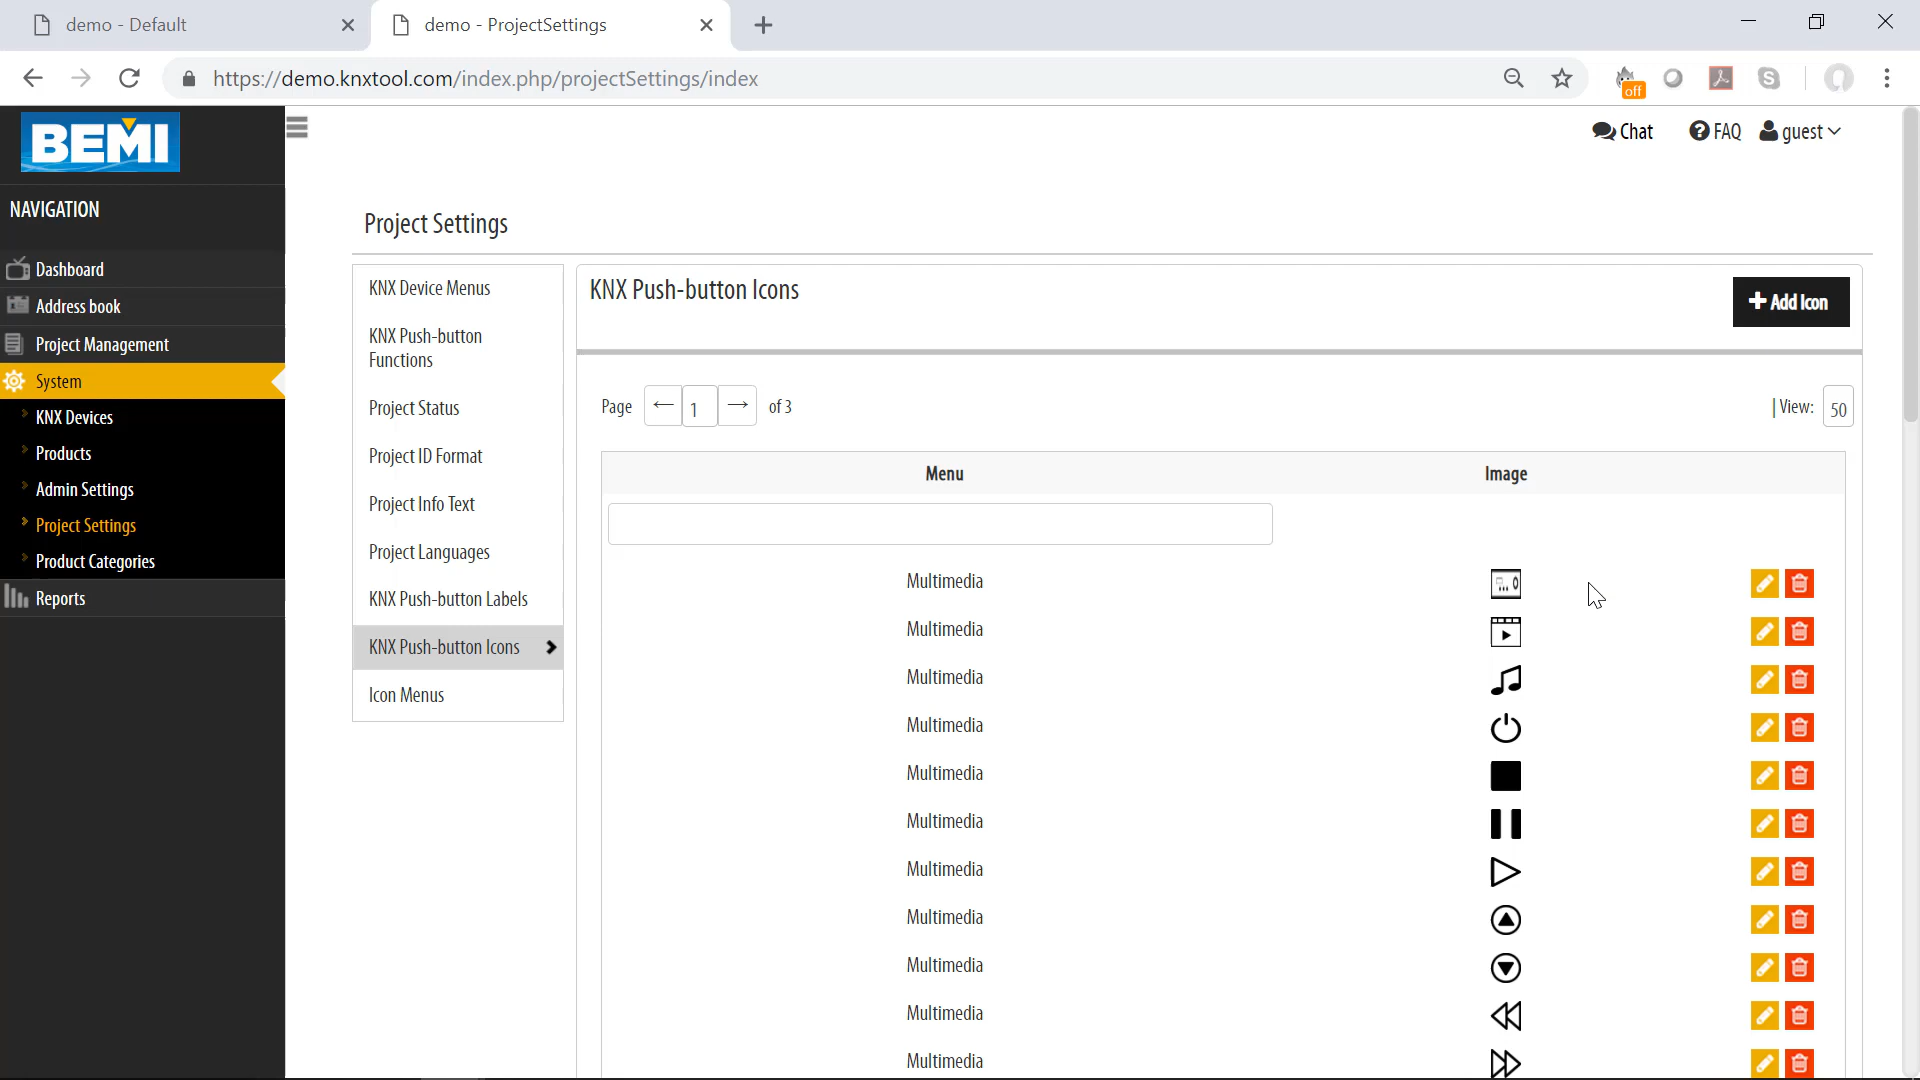 demo - Default
demo - ProjectSettings
https://demo.knxtool.com/index.php/projectSettings/index
off
BEMI
Chat
FAQ
guest
NAVIGATION
Dashboard
Address book
Project Management
System
KNX Devices
Products
Admin Settings
Project Settings
Product Categories
Reports
Project Settings
KNX Device Menus
KNX Push-button
Functions
Project Status
Project ID Format
Project Info Text
Project Languages
KNX Push-button Labels
KNX Push-button Icons
Icon Menus
KNX Push-button Icons
Add Icon
Page 1 of 3
| View: 50
Menu Image
Multimedia
Multimedia
Multimedia
Multimedia
Multimedia
Multimedia
Multimedia
Multimedia
Multimedia
Multimedia
Multimedia